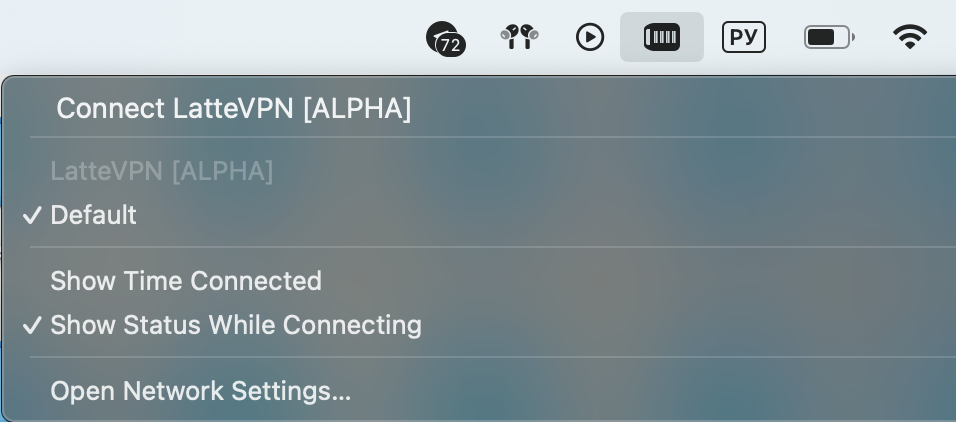 72
РУ
Connect LatteVPN [ALPHA]
LatteVPN [ALPHA]
Default
Show Time Connected
Show Status While Connecting
Open Network Settings...